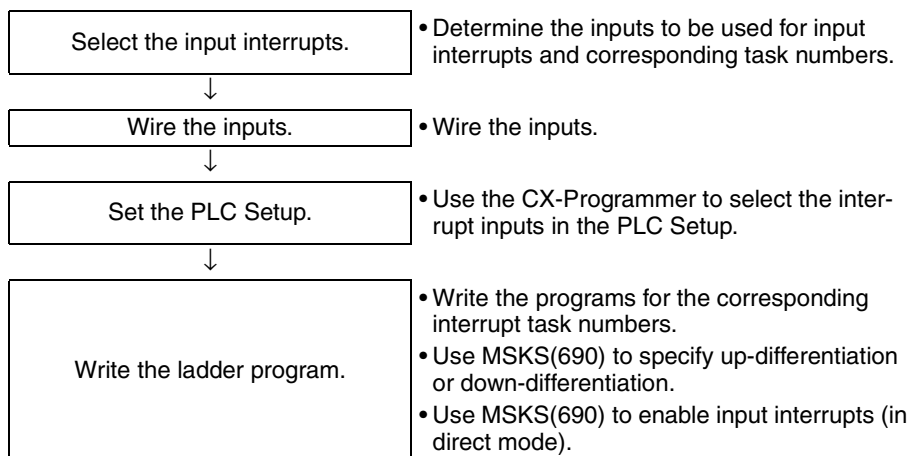 Select the input interrupts.
• Determine the inputs to be used for input
interrupts and corresponding task numbers.
↓
Wire the inputs.
• Wire the inputs.
↓
Set the PLC Setup.
• Use the CX-Programmer to select the inter-
rupt inputs in the PLC Setup.
↓
Write the ladder program.
• Write the programs for the corresponding
interrupt task numbers.
• Use MSKS(690) to specify up-differentiation
or down-differentiation.
• Use MSKS(690) to enable input interrupts (in
direct mode).